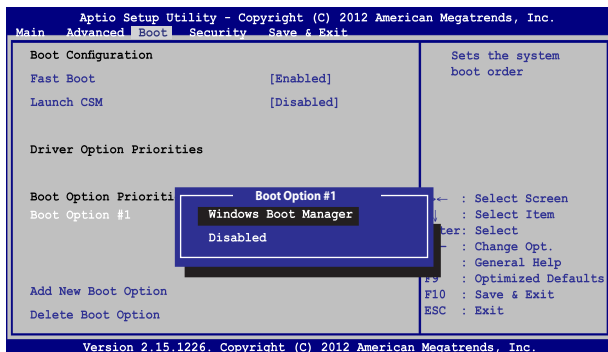 Aptio Setup Utility - Copyright (C) 2012 American Megatrends, Inc.
Main Advanced Boot Security Save & Exit
Boot Configuration
Fast Boot [Enabled]
Launch CSM [Disabled]
Driver Option Priorities
Boot Option Prioriti
Boot Option #1
Boot Option #1
Windows Boot Manager
Disabled
Add New Boot Option
Delete Boot Option
Sets the system
boot order
→← : Select Screen
: Select Item
ter: Select
— : Change Opt.
: General Help
F9 : Optimized Defaults
F10 : Save & Exit
ESC : Exit
Version 2.15.1226. Copyright (C) 2012 American Megatrends, Inc.